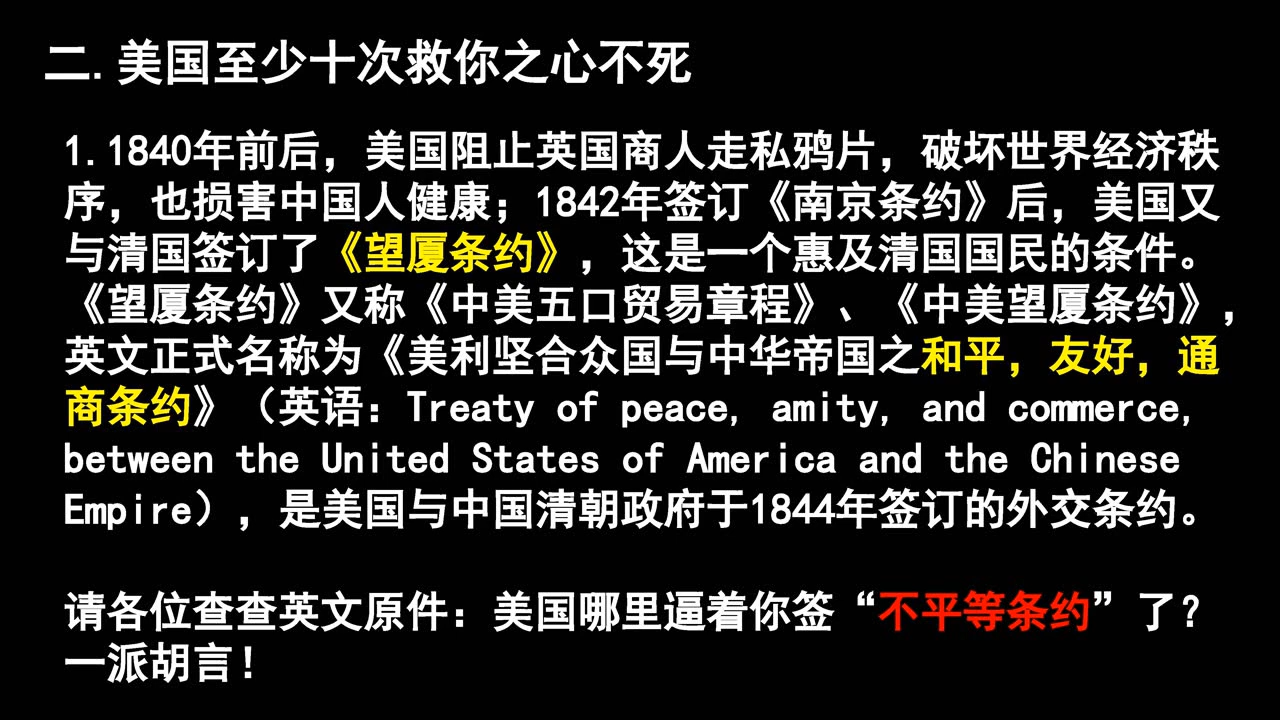 二.美国至少十次救你之心不死
1.1840年前后，美国阻止英国商人走私鸦片，破坏世界经济秩
序，也损害中国人健康；1842年签订《南京条约》后，美国又
与清国签订了《望厦条约》，这是一个惠及清国国民的条件。
《望厦条约》又称《中美五口贸易章程》、《中美望厦条约》，
英文正式名称为《美利坚合众国与中华帝国之和平，友好，通
商条约》（英语：Treaty of peace, amity, and commerce,
between the United States of America and the Chinese
Empire），是美国与中国清朝政府于1844年签订的外交条约。
请各位查查英文原件：美国哪里逼着你签“不平等条约”了？
一派胡言！